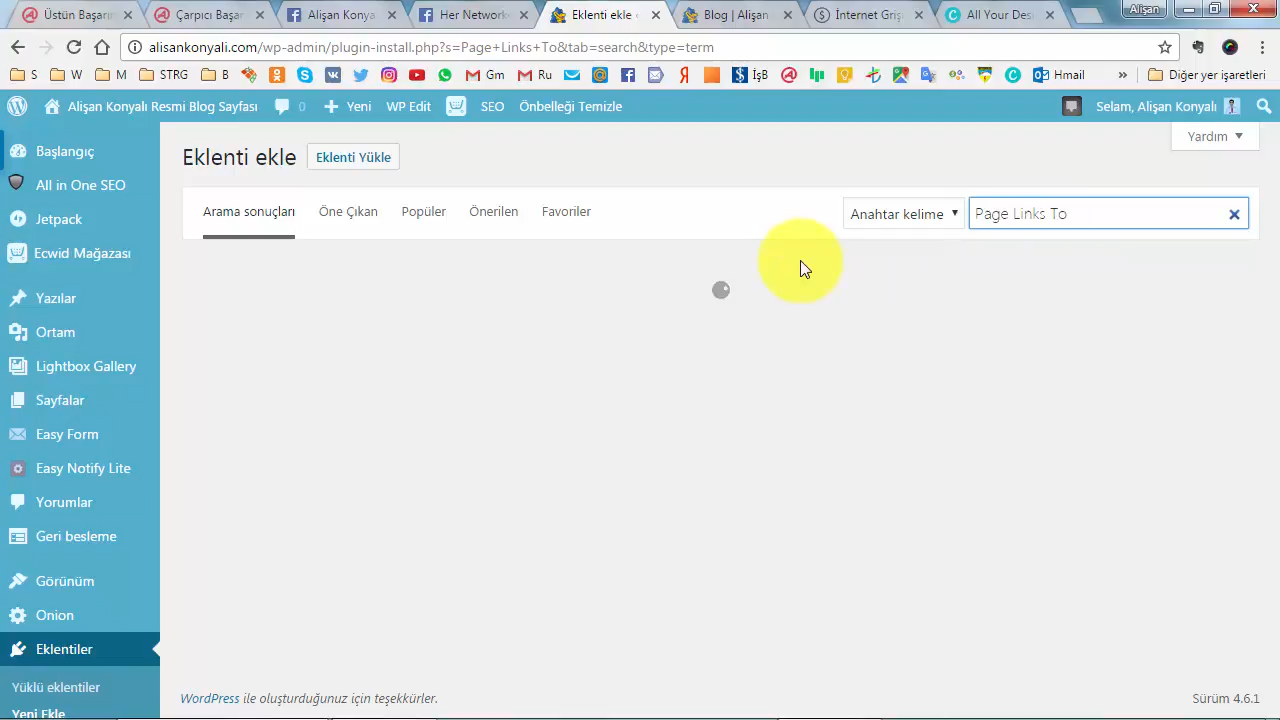 Üstün Başarın
Çarpıcı Başar
Alişan Konya
Her Network
Eklenti ekle
Blog | Alişan
İnternet Griş
All Your Des
Alişan
alisankonyali.com/wp-admin/plugin-install.php?s=Page+Links+To&tab=search&type=term
S
W
M
STRG
B
Gm
Ru
İşB
Hmail
»
Diğer yer işaretleri
Alişan Konyalı Resmi Blog Sayfası
0
Yeni
WP Edit
SEO
Önbelleği Temizle
Selam, Alişan Konyalı
Başlangıç
All in One SEO
Jetpack
Ecwid Mağazası
Yazılar
Ortam
Lightbox Gallery
Sayfalar
Easy Form
Easy Notify Lite
Yorumlar
Geri besleme
Görünüm
Onion
Eklentiler
Yüklü eklentiler
Yeni Ekle
Yardım
Eklenti ekle
Eklenti Yükle
Arama sonuçları
Öne Çıkan
Popüler
Önerilen
Favoriler
Anahtar kelime
Page Links To
WordPress ile oluşturduğunuz için teşekkürler.
Sürüm 4.6.1